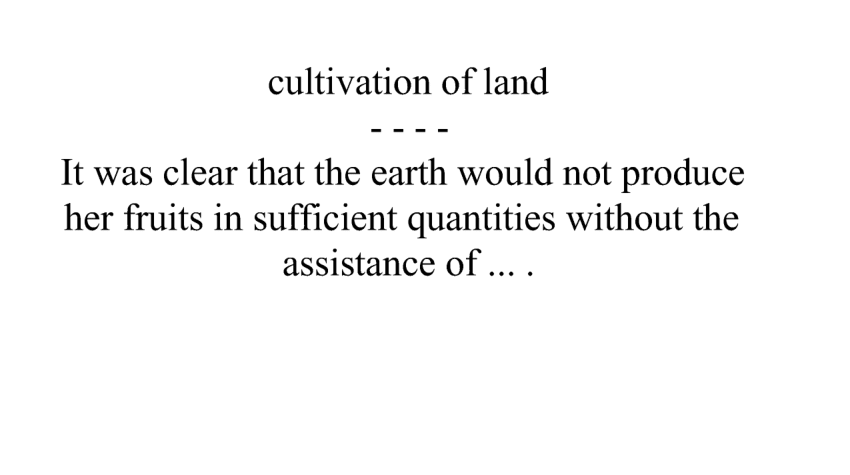 cultivation of land
- - - -
It was clear that the earth would not produce
her fruits in sufficient quantities without the
assistance of ... .